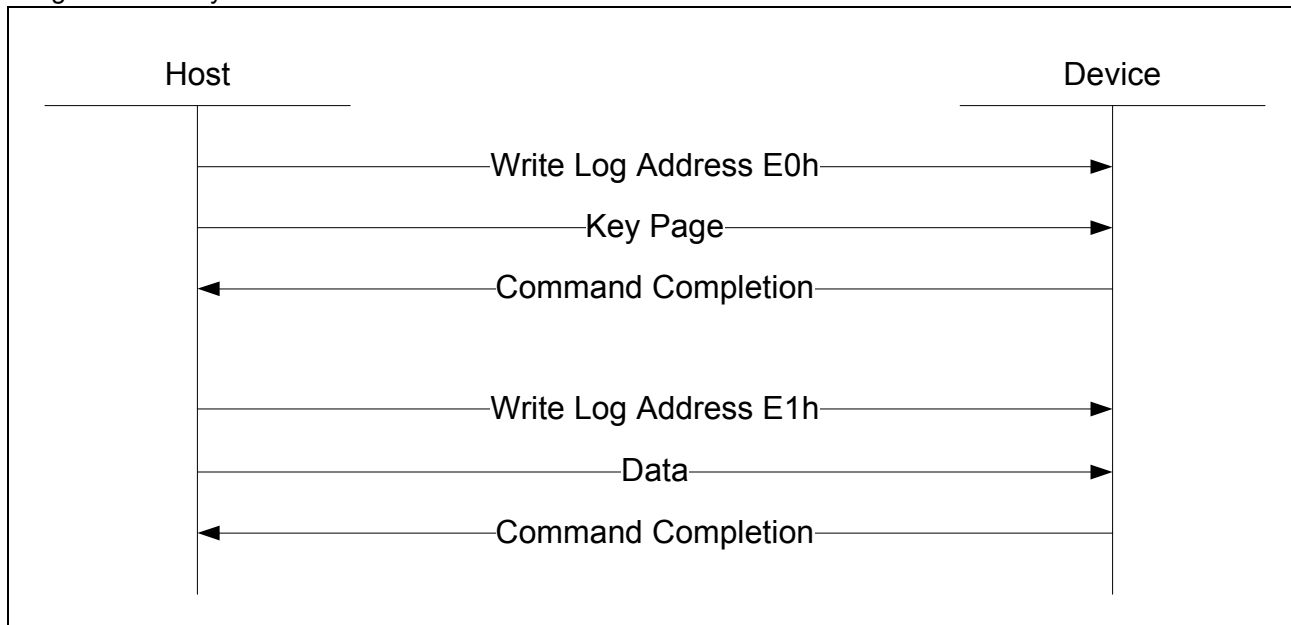 Host Device
Write Log Address E0h
Key Page
Command Completion
Write Log Address E1h
Data
Command Completion